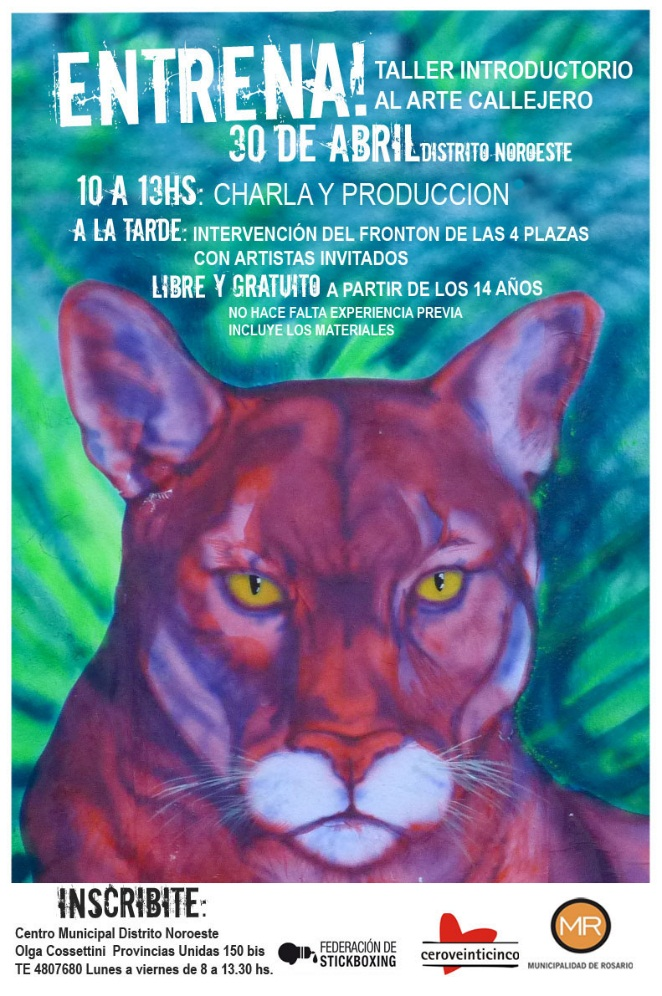 ENTRENA!
TALLER INTRODUCTORIO
AL ARTE CALLEJERO
30 DE ABRIL DISTRITO NOROESTE
10 A 13HS: CHARLA Y PRODUCCION
A LA TARDE: INTERVENCIÓN DEL FRONTON DE LAS 4 PLAZAS
CON ARTISTAS INVITADOS
LIBRE Y GRATUITO A PARTIR DE LOS 14 AÑOS
NO HACE FALTA EXPERIENCIA PREVIA
INCLUYE LOS MATERIALES
INSCRIBITE:
Centro Municipal Distrito Noroeste
Olga Cossettini Provincias Unidas 150 bis
TE 4807680 Lunes a viernes de 8 a 13.30 hs.
FEDERACIÓN DE
STICKBOXING
ceroveinticinco
MR
MUNICIPALIDAD DE ROSARIO